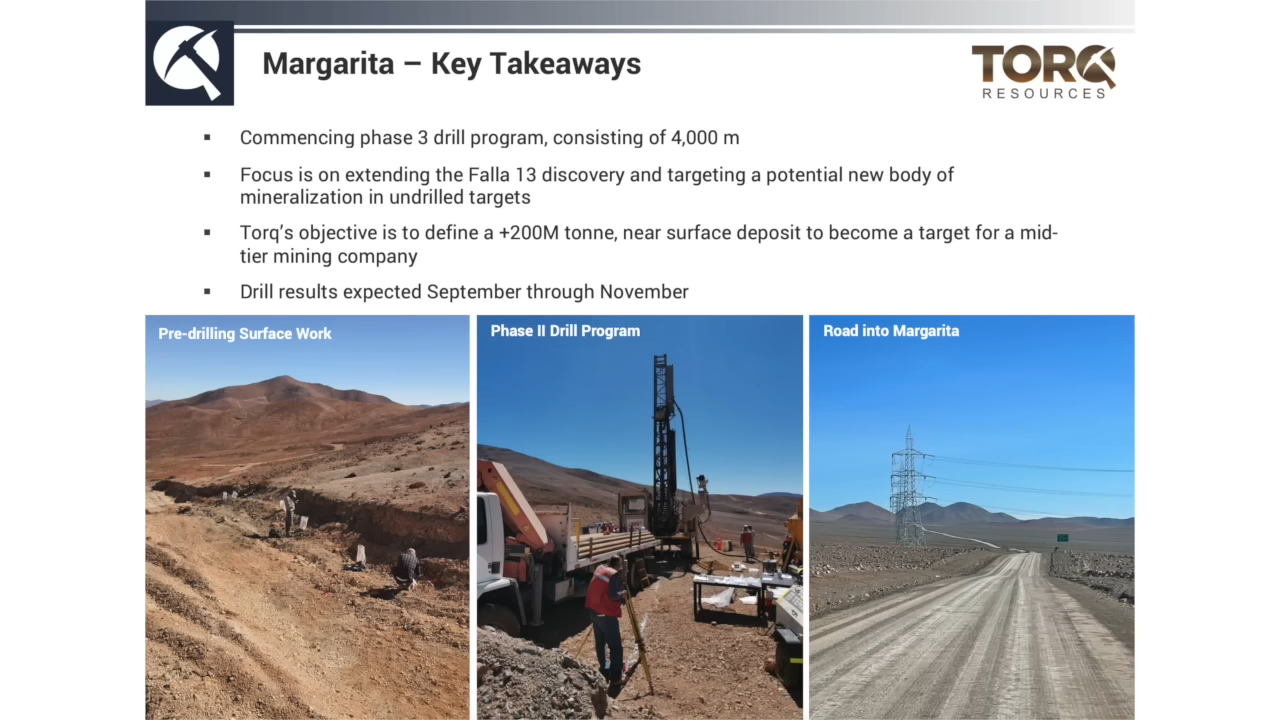 Margarita – Key Takeaways
TORQ
RESOURCES
▪ Commencing phase 3 drill program, consisting of 4,000 m
▪ Focus is on extending the Falla 13 discovery and targeting a potential new body of
mineralization in undrilled targets
▪ Torq’s objective is to define a +200M tonne, near surface deposit to become a target for a mid-
tier mining company
▪ Drill results expected September through November
Pre-drilling Surface Work
Phase II Drill Program
Road into Margarita